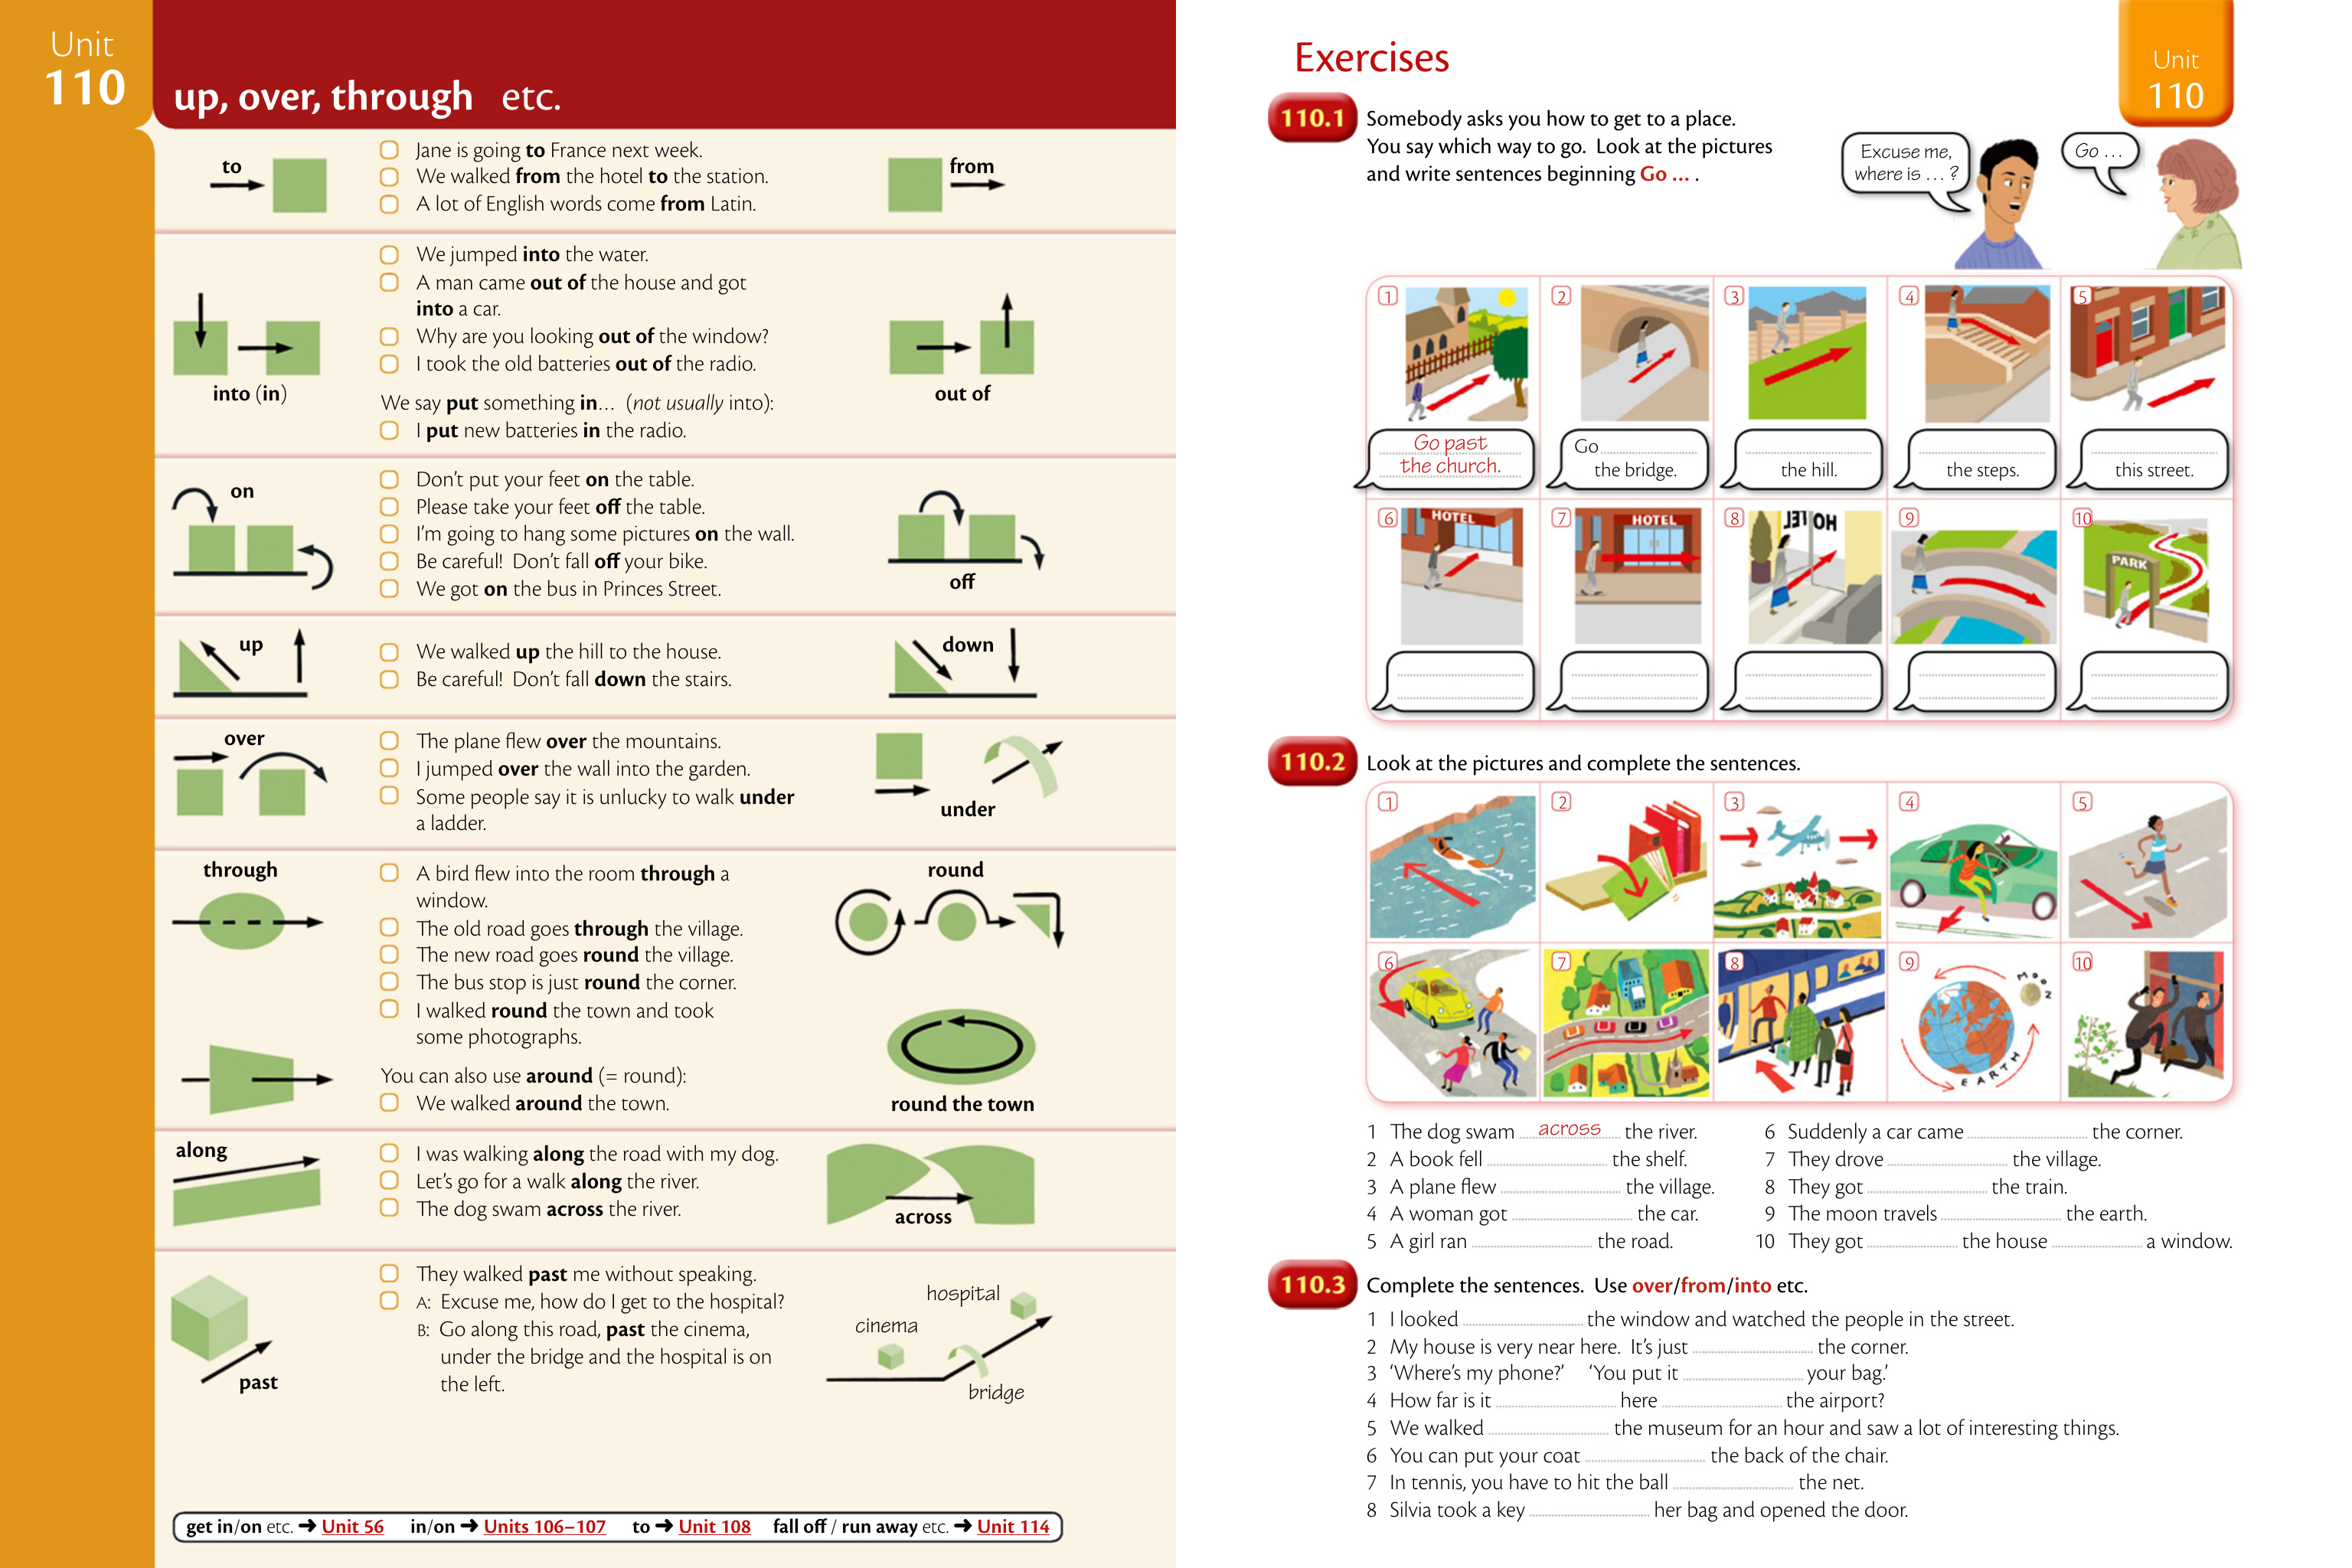 Unit
110
up, over, through etc.
to
Jane is going to France next week.
We walked from the hotel to the station.
A lot of English words come from Latin.
from
into (in)
We jumped into the water.
A man came out of the house and got
into a car.
Why are you looking out of the window?
I took the old batteries out of the radio.
We say put something in… (not usually into):
I put new batteries in the radio.
out of
on
Don't put your feet on the table.
Please take your feet off the table.
I'm going to hang some pictures on the wall.
Be careful! Don't fall off your bike.
We got on the bus in Princes Street.
off
up
We walked up the hill to the house.
Be careful! Don't fall down the stairs.
down
over
The plane flew over the mountains.
I jumped over the wall into the garden.
Some people say it is unlucky to walk under
a ladder.
under
through
A bird flew into the room through a
window.
The old road goes through the village.
The new road goes round the village.
The bus stop is just round the corner.
I walked round the town and took
some photographs.
You can also use around (= round):
We walked around the town.
round
round the town
along
I was walking along the road with my dog.
Let's go for a walk along the river.
The dog swam across the river.
across
past
They walked past me without speaking.
A: Excuse me, how do I get to the hospital?
B: Go along this road, past the cinema,
under the bridge and the hospital is on
the left.
hospital
cinema
bridge
get in/on etc. ➜ Unit 56 in/on ➜ Units 106–107 to ➜ Unit 108 fall off / run away etc. ➜ Unit 114
Exercises
Unit
110
110.1 Somebody asks you how to get to a place.
You say which way to go. Look at the pictures
and write sentences beginning Go … .
Excuse me,
where is … ?
Go …
1
2
3
4
5
Go past
the church.
Go
the bridge.
the hill.
the steps.
this street.
6
HOTEL
7
HOTEL
8
HOTEL
9
10
PARK
110.2 Look at the pictures and complete the sentences.
1
2
3
4
5
6
7
8
9
MOON
EARTH
10
1 The dog swam across the river.
2 A book fell the shelf.
3 A plane flew the village.
4 A woman got the car.
5 A girl ran the road.
6 Suddenly a car came the corner.
7 They drove the village.
8 They got the train.
9 The moon travels the earth.
10 They got the house a window.
110.3 Complete the sentences. Use over/from/into etc.
1 I looked the window and watched the people in the street.
2 My house is very near here. It's just the corner.
3 'Where's my phone?' 'You put it your bag.'
4 How far is it here the airport?
5 We walked the museum for an hour and saw a lot of interesting things.
6 You can put your coat the back of the chair.
7 In tennis, you have to hit the ball the net.
8 Silvia took a key her bag and opened the door.